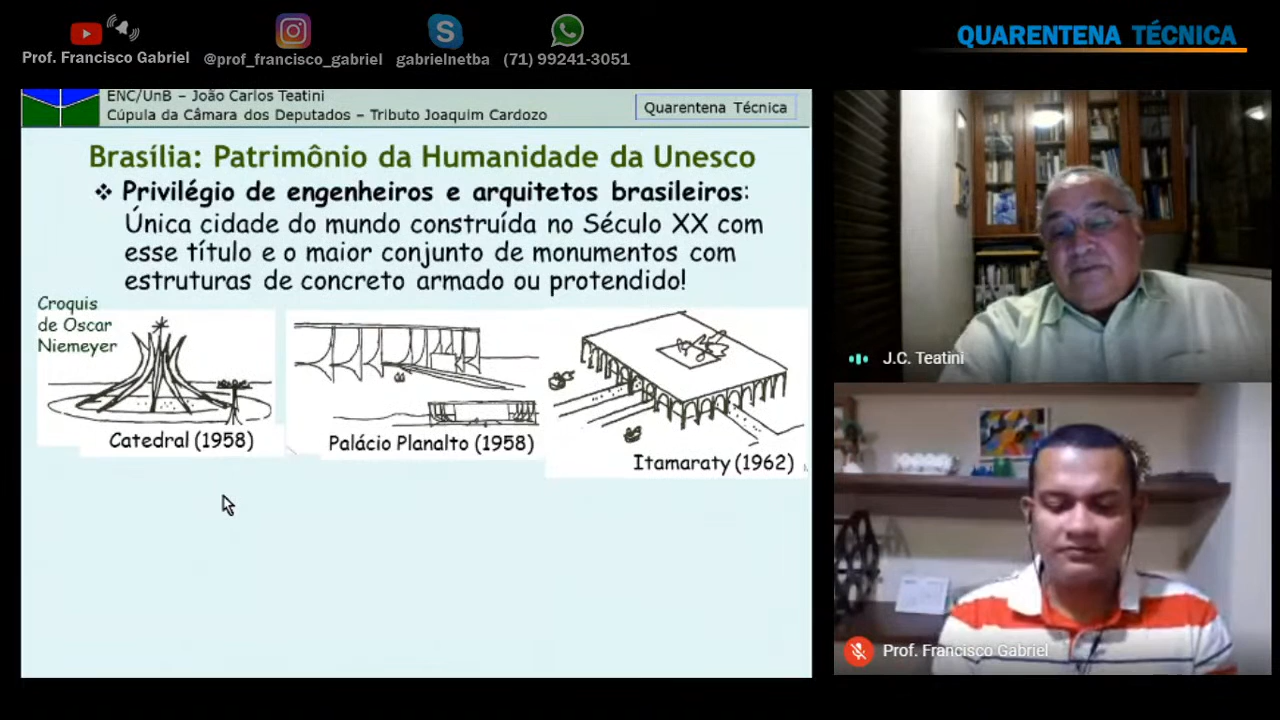 Prof. Francisco Gabriel
@prof_francisco_gabriel
gabrielnetba
(71) 99241-3051
QUARENTENA TÉCNICA
ENC/UnB – João Carlos Teatini
Cúpula da Câmara dos Deputados – Tributo Joaquim Cardozo
Quarentena Técnica
Brasília: Patrimônio da Humanidade da Unesco
❖ Privilégio de engenheiros e arquitetos brasileiros:
Única cidade do mundo construída no Século XX com
esse título e o maior conjunto de monumentos com
estruturas de concreto armado ou protendido!
Croquis
de Oscar
Niemeyer
Catedral (1958)
Palácio Planalto (1958)
Itamaraty (1962)
J.C. Teatini
Prof. Francisco Gabriel